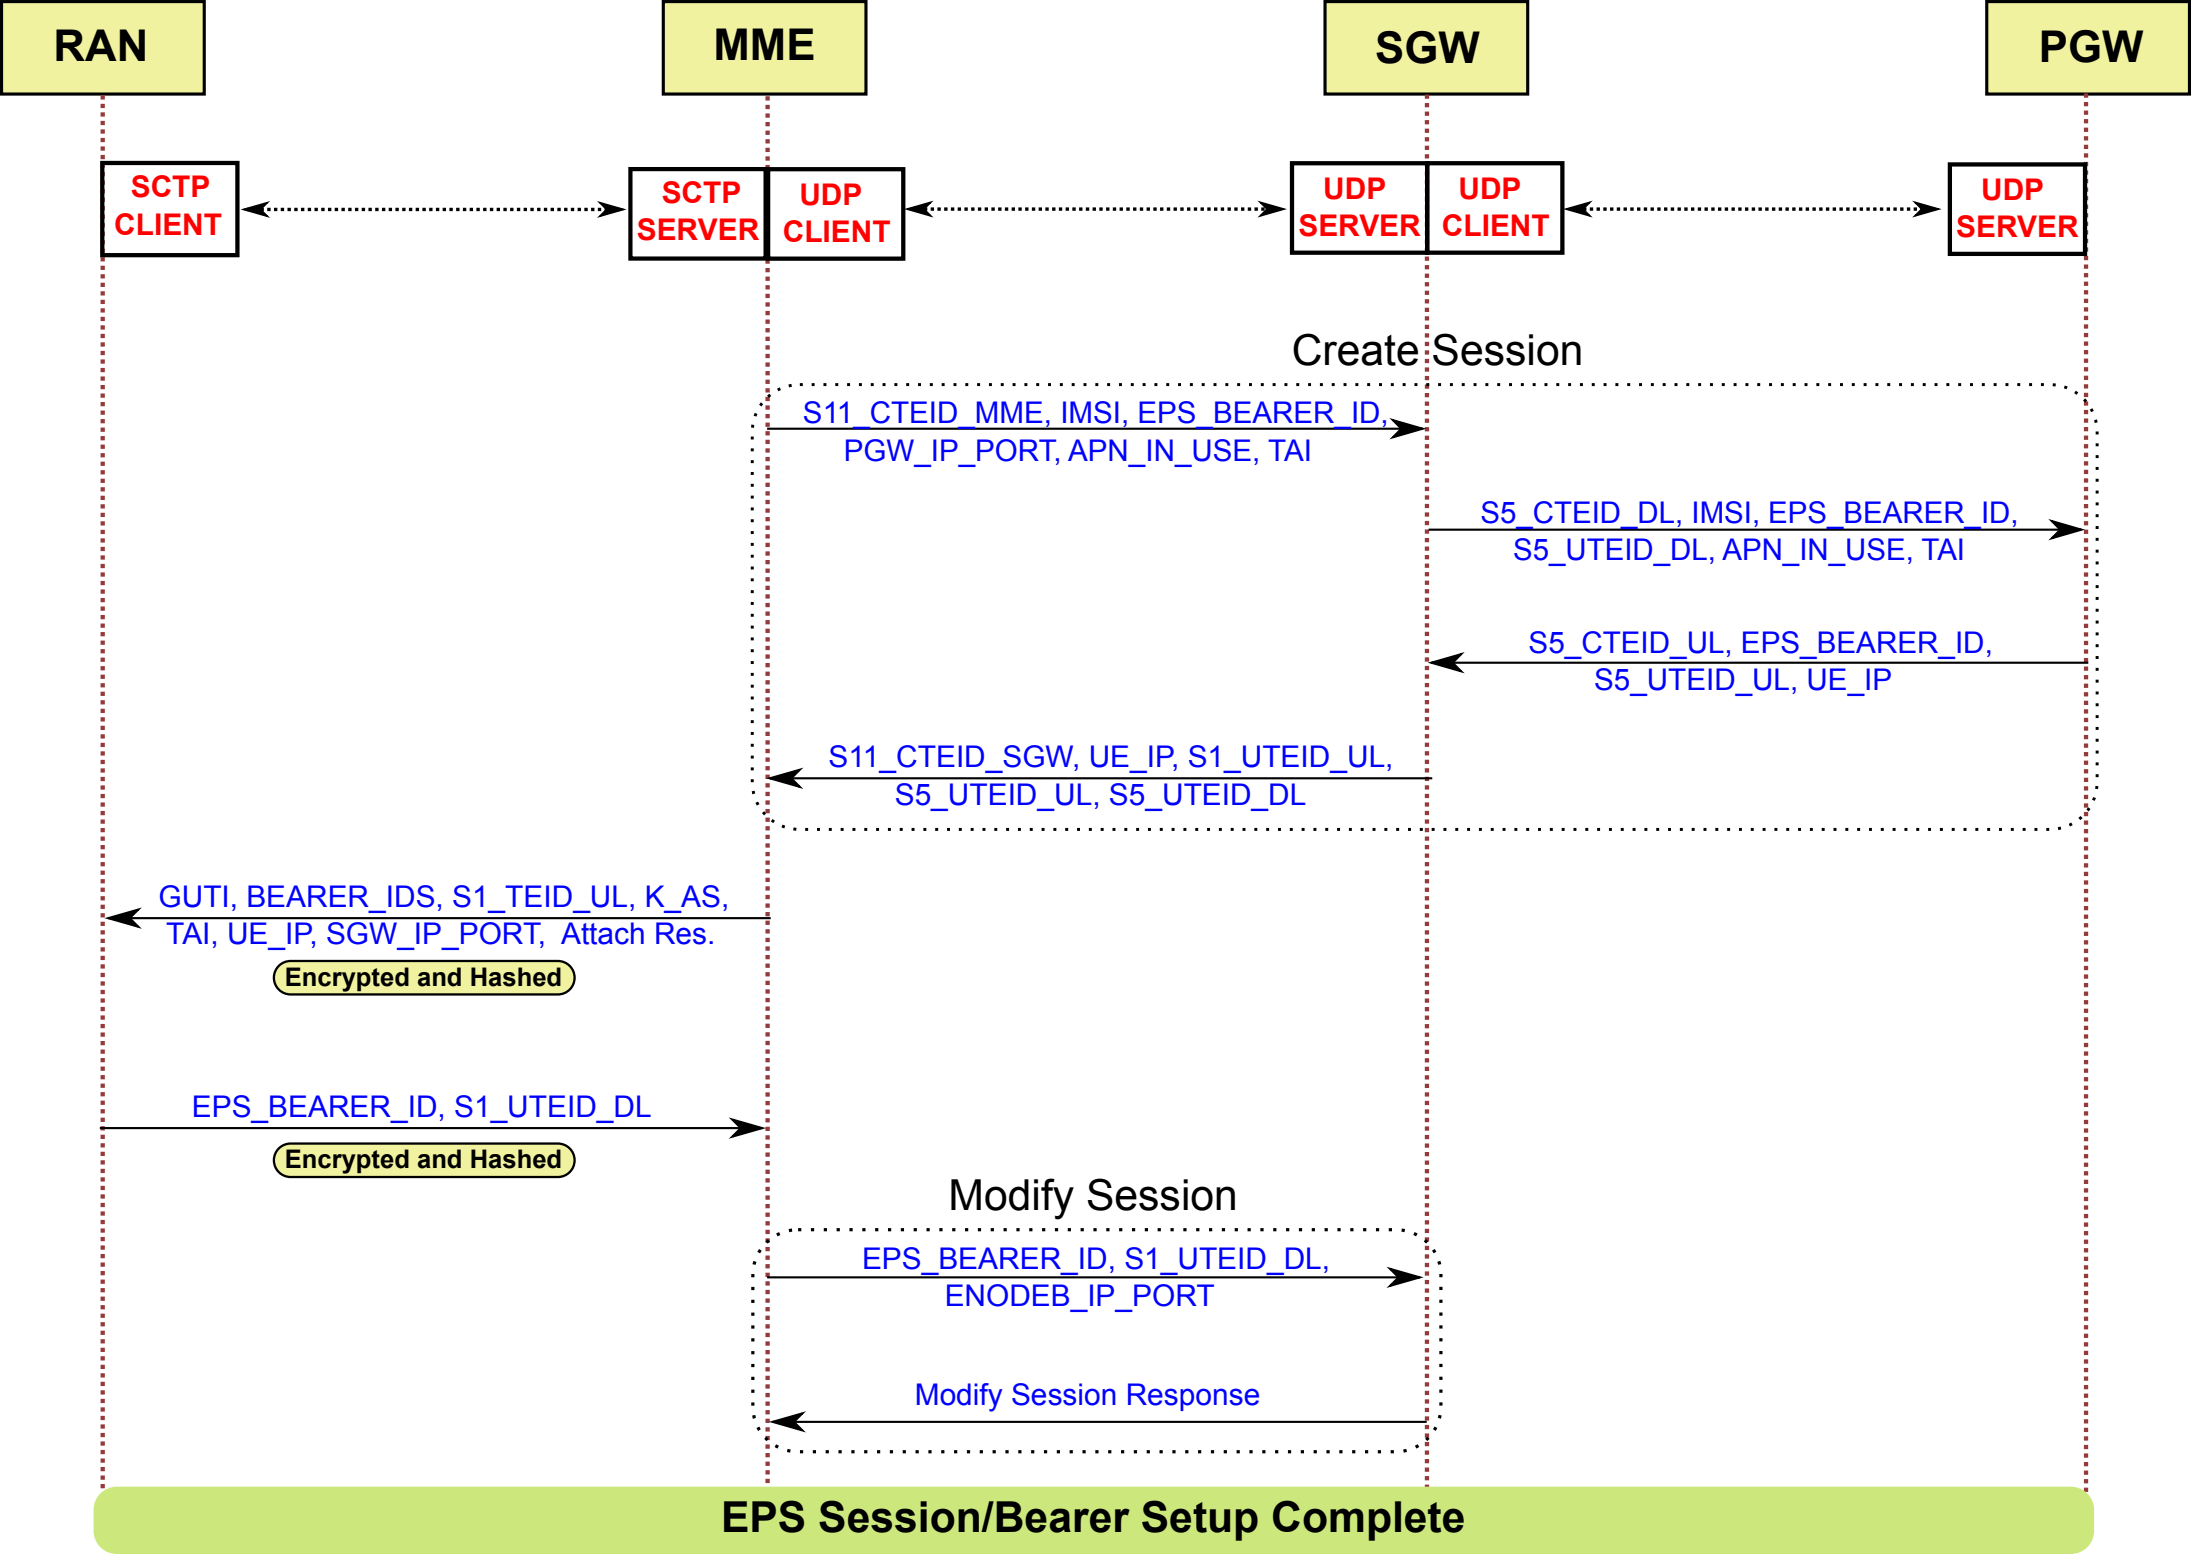 RAN
MME
SGW
PGW
SCTP
CLIENT
SCTP
SERVER
UDP
CLIENT
UDP
SERVER
UDP
CLIENT
UDP
SERVER
Create Session
S11_CTEID_MME, IMSI, EPS_BEARER_ID,
PGW_IP_PORT, APN_IN_USE, TAI
S5_CTEID_DL, IMSI, EPS_BEARER_ID,
S5_UTEID_DL, APN_IN_USE, TAI
S5_CTEID_UL, EPS_BEARER_ID,
S5_UTEID_UL, UE_IP
S11_CTEID_SGW, UE_IP, S1_UTEID_UL,
S5_UTEID_UL, S5_UTEID_DL
GUTI, BEARER_IDS, S1_TEID_UL, K_AS,
TAI, UE_IP, SGW_IP_PORT, Attach Res.
Encrypted and Hashed
EPS_BEARER_ID, S1_UTEID_DL
Encrypted and Hashed
Modify Session
EPS_BEARER_ID, S1_UTEID_DL,
ENODEB_IP_PORT
Modify Session Response
EPS Session/Bearer Setup Complete